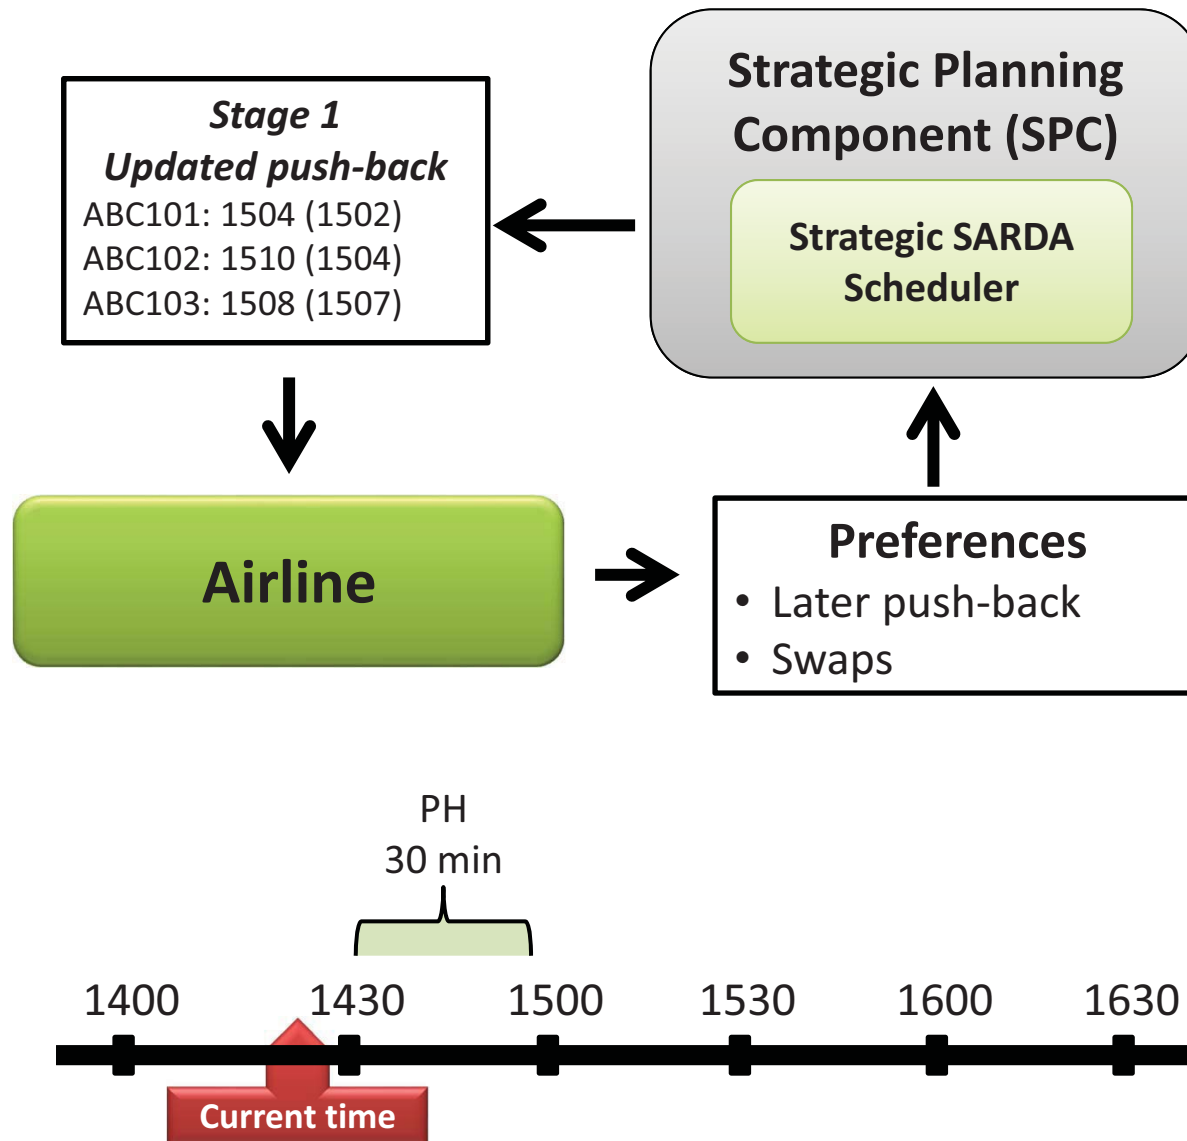 Stage 1
Updated push-back
ABC101: 1504 (1502)
ABC102: 1510 (1504)
ABC103: 1508 (1507)
Strategic Planning
Component (SPC)
Strategic SARDA
Scheduler
Airline
Preferences
• Later push-back
• Swaps
PH
30 min
1400 1430 1500 1530 1600 1630
Current time